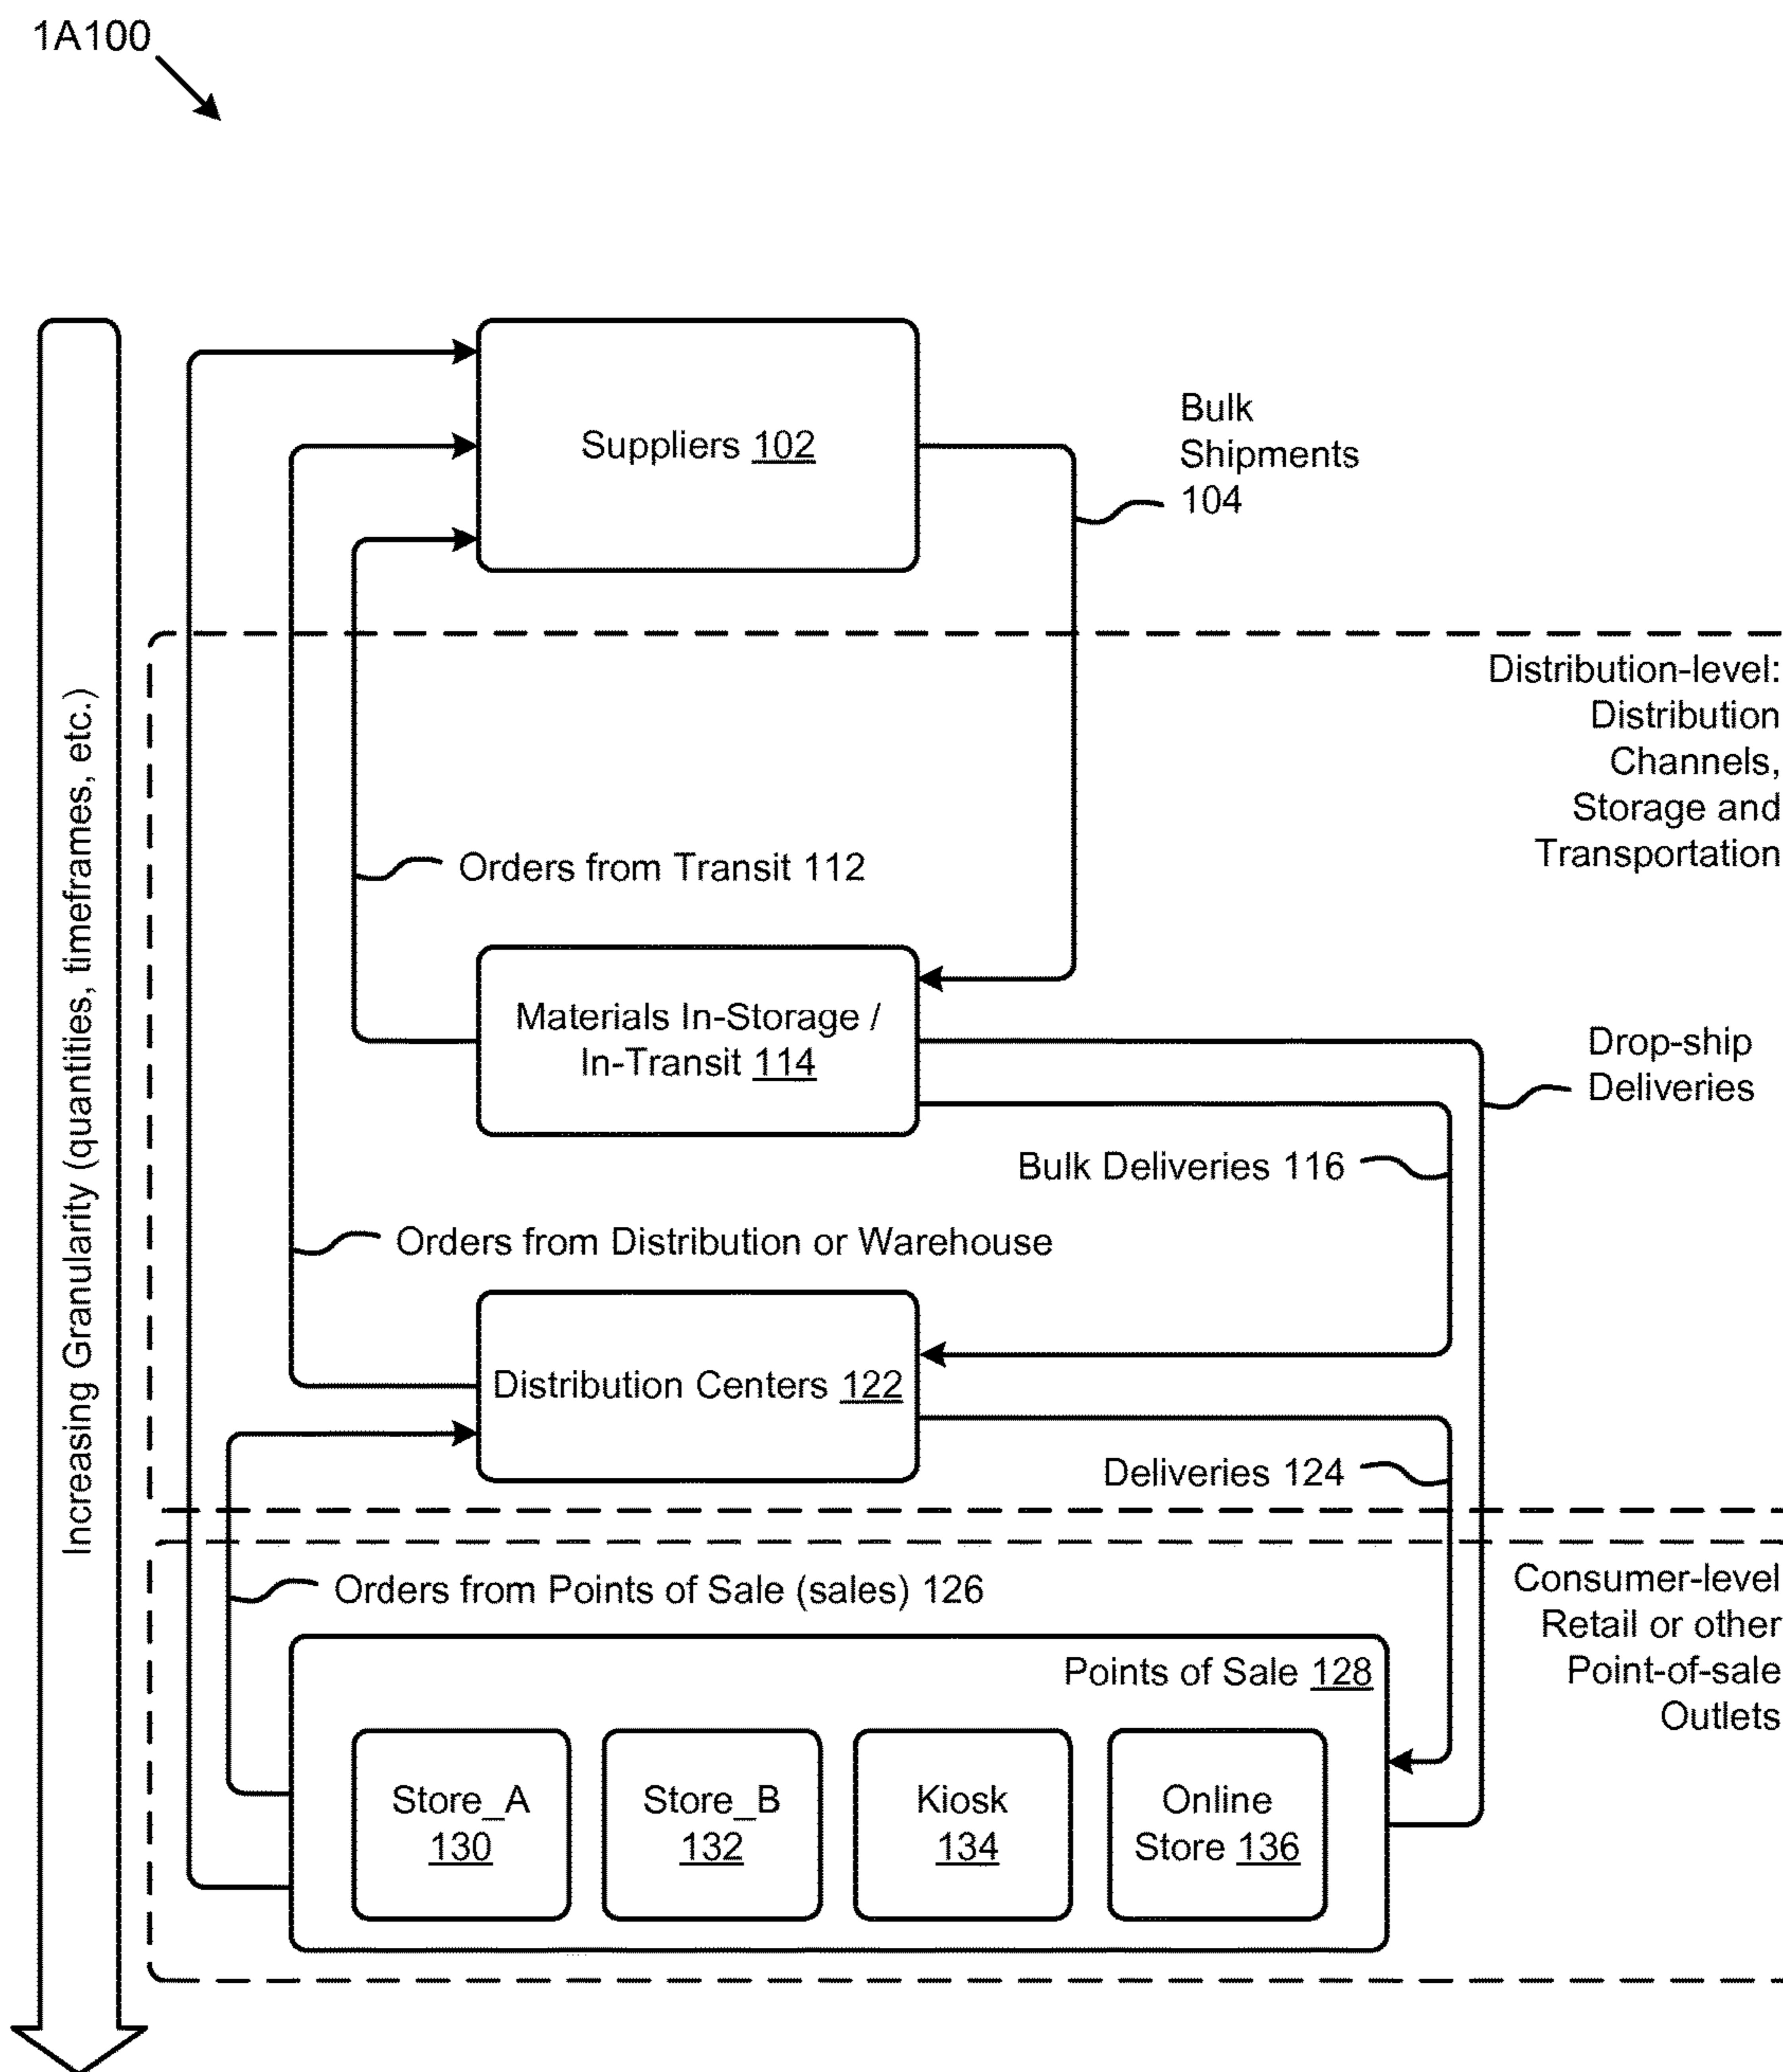 1A100
Increasing Granularity (quantities, timeframes, etc.)
Suppliers 102
Bulk
Shipments
104
Distribution-level:
Distribution
Channels,
Storage and
Transportation
Orders from Transit 112
Materials In-Storage /
In-Transit 114
Drop-ship
Deliveries
Bulk Deliveries 116
Orders from Distribution or Warehouse
Distribution Centers 122
Deliveries 124
Orders from Points of Sale (sales) 126
Consumer-level
Retail or other
Point-of-sale
Outlets
Points of Sale 128
Store_A
130
Store_B
132
Kiosk
134
Online
Store 136